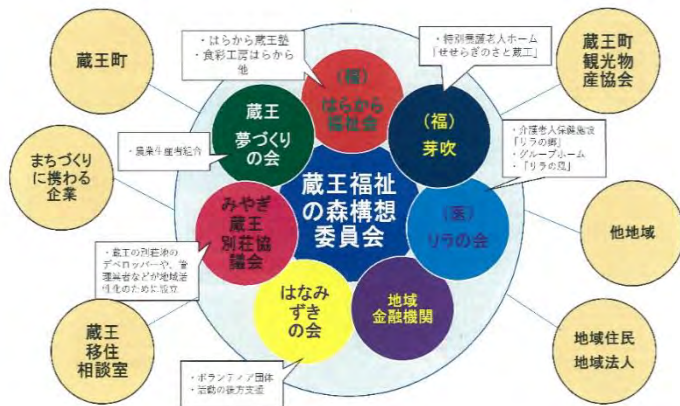 蔵王町
・はらから蔵王塾
・食彩工房はらから
他
・特別養護老人ホーム
「せせらぎのさと蔵王」
蔵王町
観光物
産協会
(福)
はらから
福祉会
蔵王
夢づくり
の会
(福)
芽吹
・農業生産者組合
・介護老人保健施設
「リラの郷」
・グループホーム
まちづくり
に携わる
企業
蔵王福祉
の森構想
委員会
みやぎ
蔵王
別荘協
議会
(医)
リラの会
他地域
・蔵王の別荘地の
デベロッパーや、管
理業者などが地域活
性化のために設立
はなみ
ずき
の会
地域
金融機関
蔵王
移住
相談室
地域住民
地域法人
・ボランティア団体
・活動の後方支援